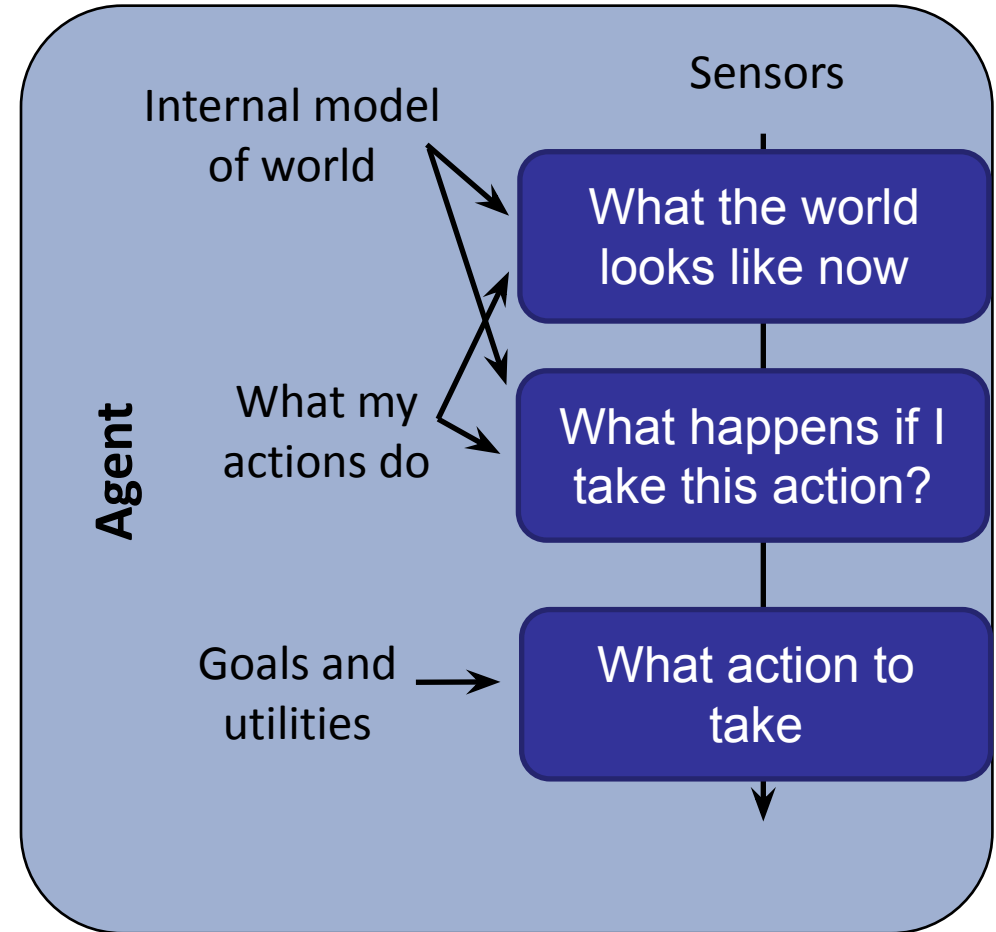 Sensors
Internal model
of world
What the world
looks like now
What my
actions do
What happens if I
take this action?
Agent
Goals and
utilities
What action to
take